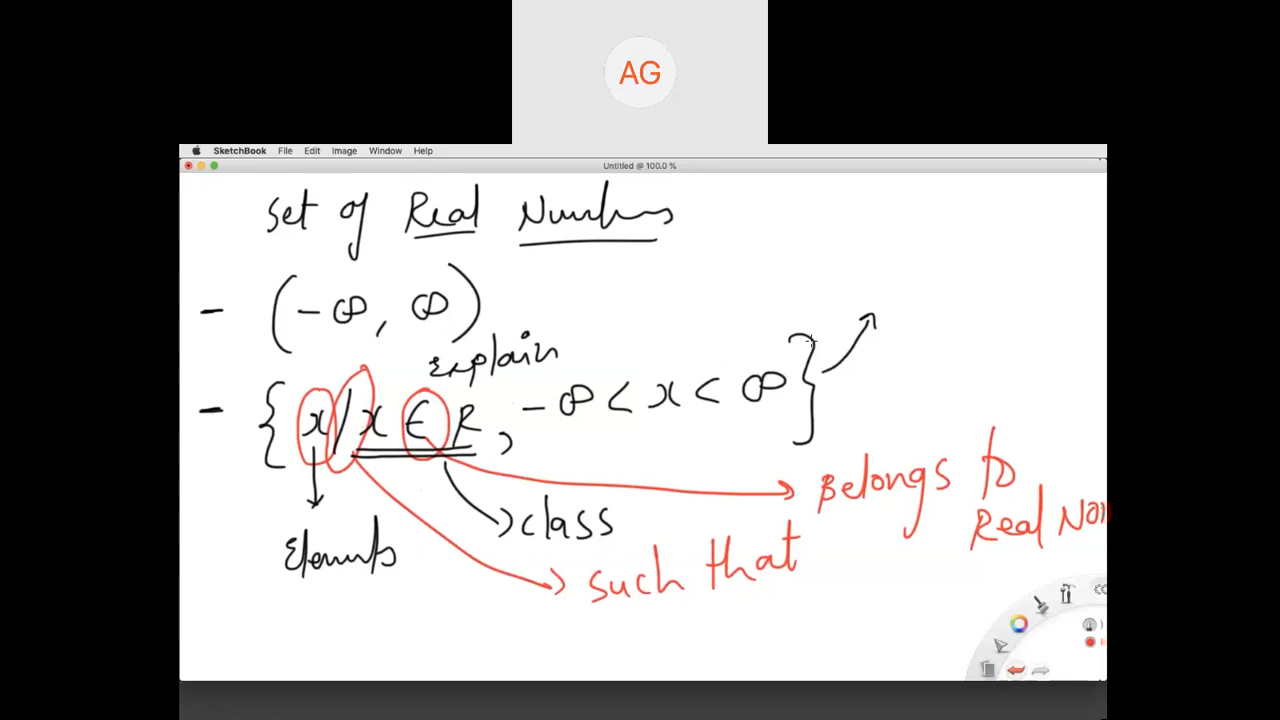 AG
SketchBook File Edit Image Window Help
Untitled @ 100.0 %
Set of Real Numbers
- (-∞, ∞)
explain
- { x / x ∈ R, -∞ < x < ∞ }
Belongs to
Real Nom
class
Elements
such that